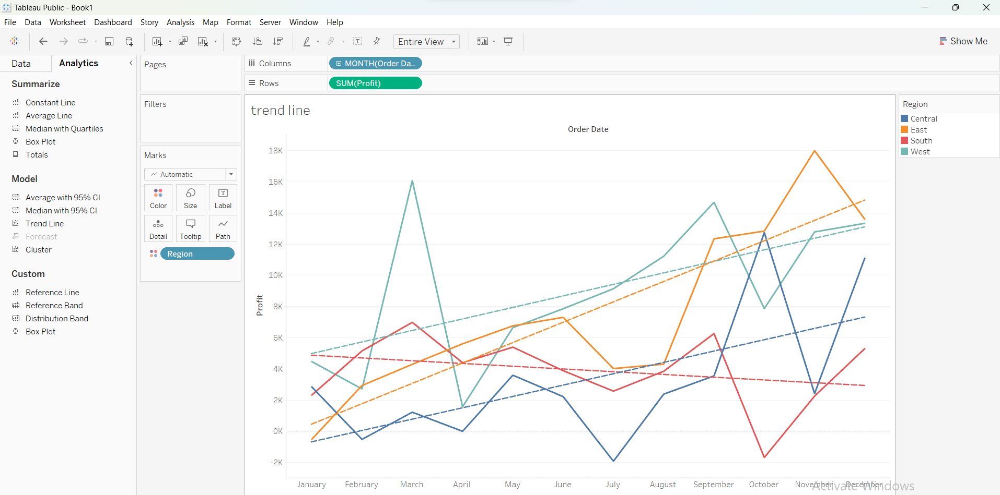 Tableau Public - Book1
File Data Worksheet Dashboard Story Analysis Map Format Server Window Help
Entire View
Show Me
Data Analytics
Summarize
Constant Line
Average Line
Median with Quartiles
Box Plot
Totals
Model
Average with 95% CI
Median with 95% CI
Trend Line
Forecast
Cluster
Custom
Reference Line
Reference Band
Distribution Band
Box Plot
Pages
Filters
Marks
Automatic
Color Size Label
Detail Tooltip Path
Region
Columns MONTH(Order Da..
Rows SUM(Profit)
trend line
Order Date
18K
16K
14K
12K
10K
8K
6K
4K
2K
0K
-2K
Profit
January February March April May June July August September October November December
Region
Central
East
South
West
Activate Windows